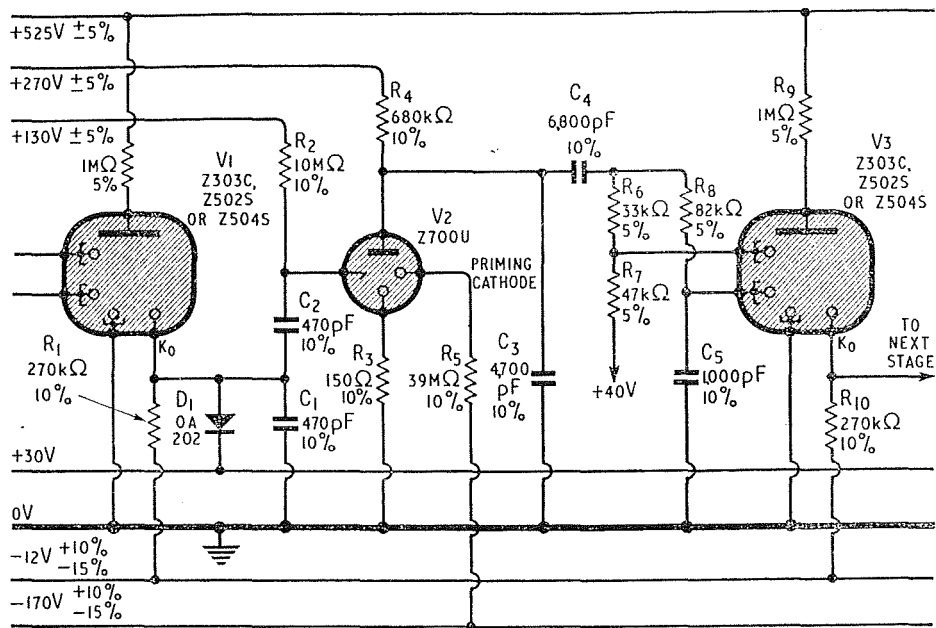 +525V ±5%
+270V ±5%
+130V ±5%
1MΩ
5%
V1
Z303C,
Z502S
OR Z504S
R2
10MΩ
10%
R4
680kΩ
10%
V2
Z700U
PRIMING
CATHODE
C4
6,800pF
10%
R6
33kΩ
5%
R8
82kΩ
5%
R9
1MΩ
5%
V3
Z303C,
Z502S
OR Z504S
R7
47kΩ
5%
+40V
R1
270kΩ
10%
K0
D1
OA
202
C2
470pF
10%
C1
470pF
10%
R3
150Ω
10%
R5
39MΩ
10%
C3
4,700
pF
10%
C5
1,000pF
10%
K0
TO
NEXT
STAGE
R10
270kΩ
10%
+30V
0V
-12V +10%
-15%
-170V +10%
-15%